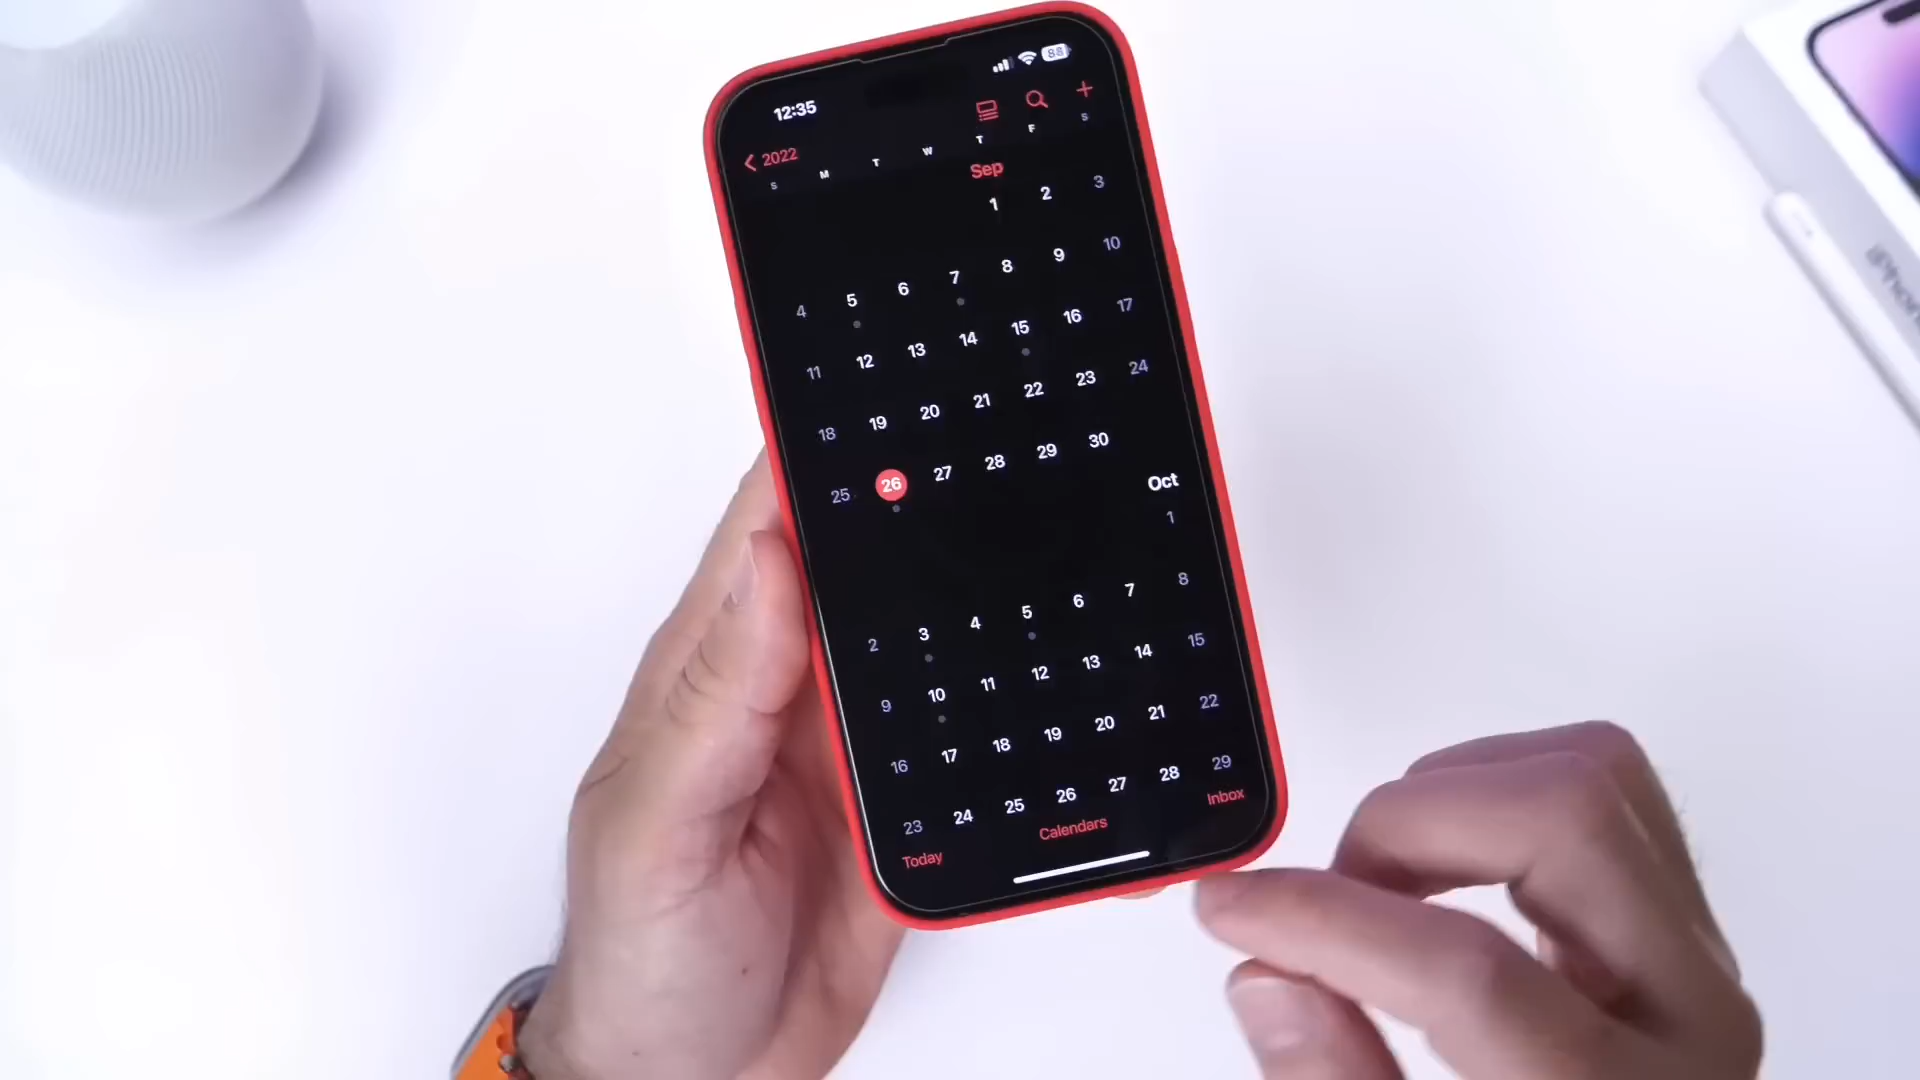 12:35
88
2022
S M T W T F S
Sep
1 2 3
4 5 6 7 8 9 10
11 12 13 14 15 16 17
18 19 20 21 22 23 24
25 26 27 28 29 30
Oct
1
2 3 4 5 6 7 8
9 10 11 12 13 14 15
16 17 18 19 20 21 22
23 24 25 26 27 28 29
Today Calendars Inbox
iPhone